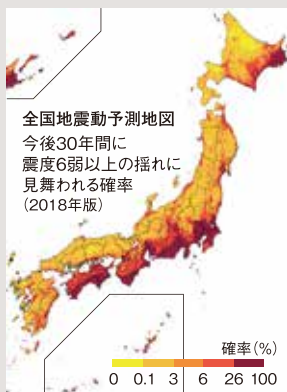 全国地震動予測地図
今後30年間に
震度6弱以上の揺れに
見舞われる確率
（2018年版）
確率（%）
0 0.1 3 6 26 100